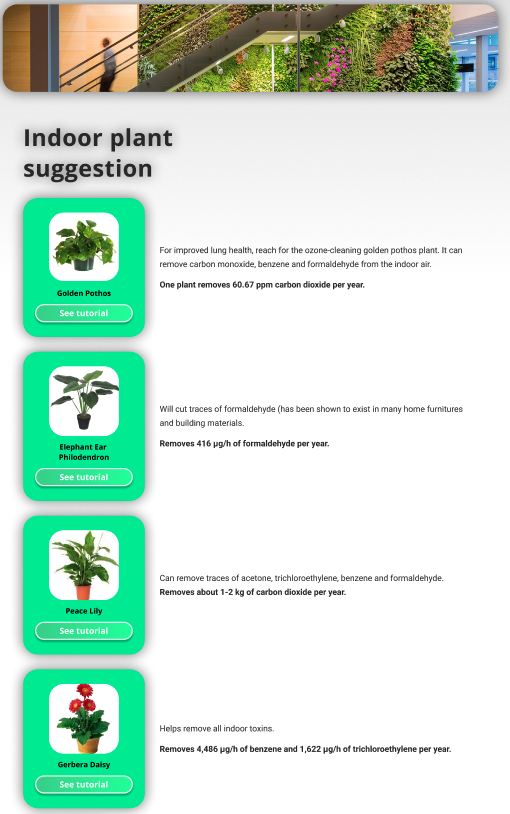 Indoor plant
suggestion
Golden Pothos
See tutorial
For improved lung health, reach for the ozone-cleaning golden pothos plant. It can
remove carbon monoxide, benzene and formaldehyde from the indoor air.
One plant removes 60.67 ppm carbon dioxide per year.
Elephant Ear
Philodendron
See tutorial
Will cut traces of formaldehyde (has been shown to exist in many home furnitures
and building materials.
Removes 416 µg/h of formaldehyde per year.
Peace Lily
See tutorial
Can remove traces of acetone, trichloroethylene, benzene and formaldehyde.
Removes about 1-2 kg of carbon dioxide per year.
Gerbera Daisy
See tutorial
Helps remove all indoor toxins.
Removes 4,486 µg/h of benzene and 1,622 µg/h of trichloroethylene per year.